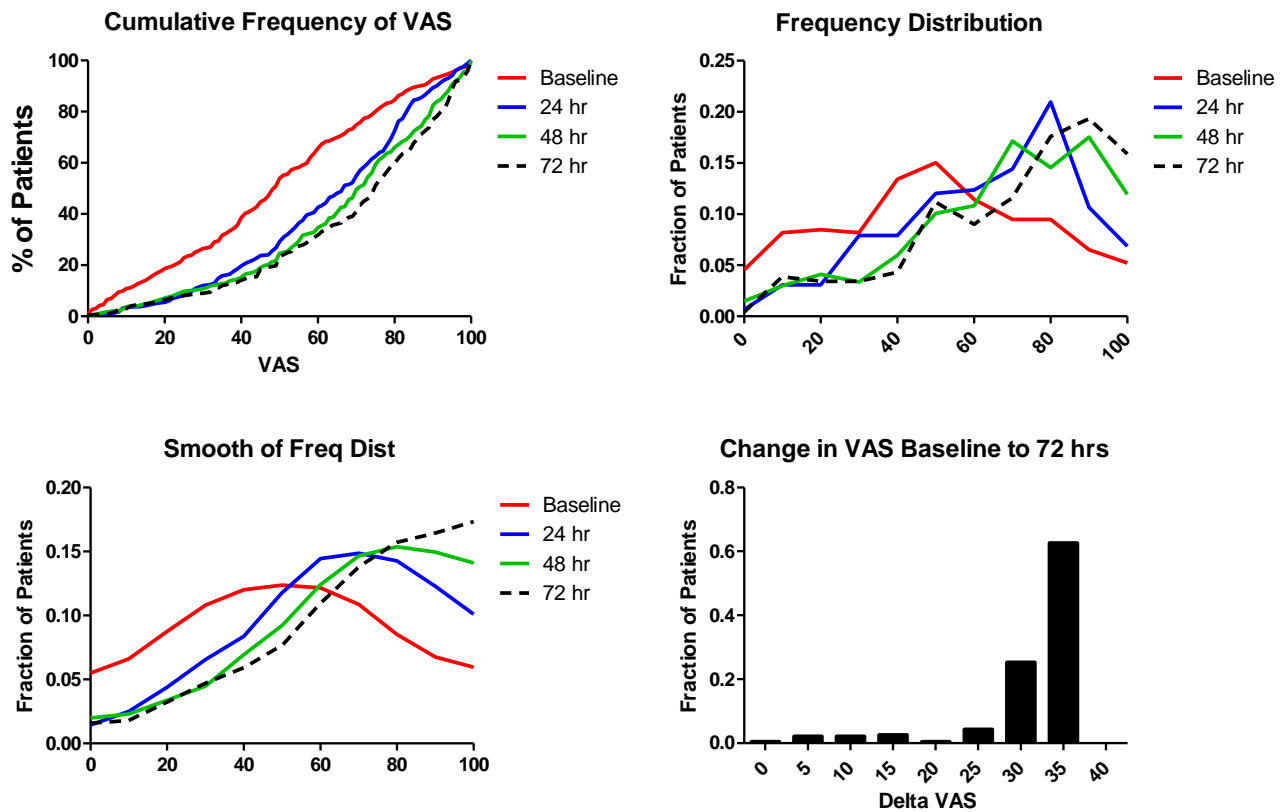 Cumulative Frequency of VAS
% of Patients
100
80
60
40
20
0
0 20 40 60 80 100
VAS
Baseline
24 hr
48 hr
72 hr
Frequency Distribution
Fraction of Patients
0.25
0.20
0.15
0.10
0.05
0.00
0 20 40 60 80 100
Baseline
24 hr
48 hr
72 hr
Smooth of Freq Dist
Fraction of Patients
0.20
0.15
0.10
0.05
0.00
0 20 40 60 80 100
Baseline
24 hr
48 hr
72 hr
Change in VAS Baseline to 72 hrs
Fraction of Patients
0.8
0.6
0.4
0.2
0.0
0 5 10 15 20 25 30 35 40
Delta VAS